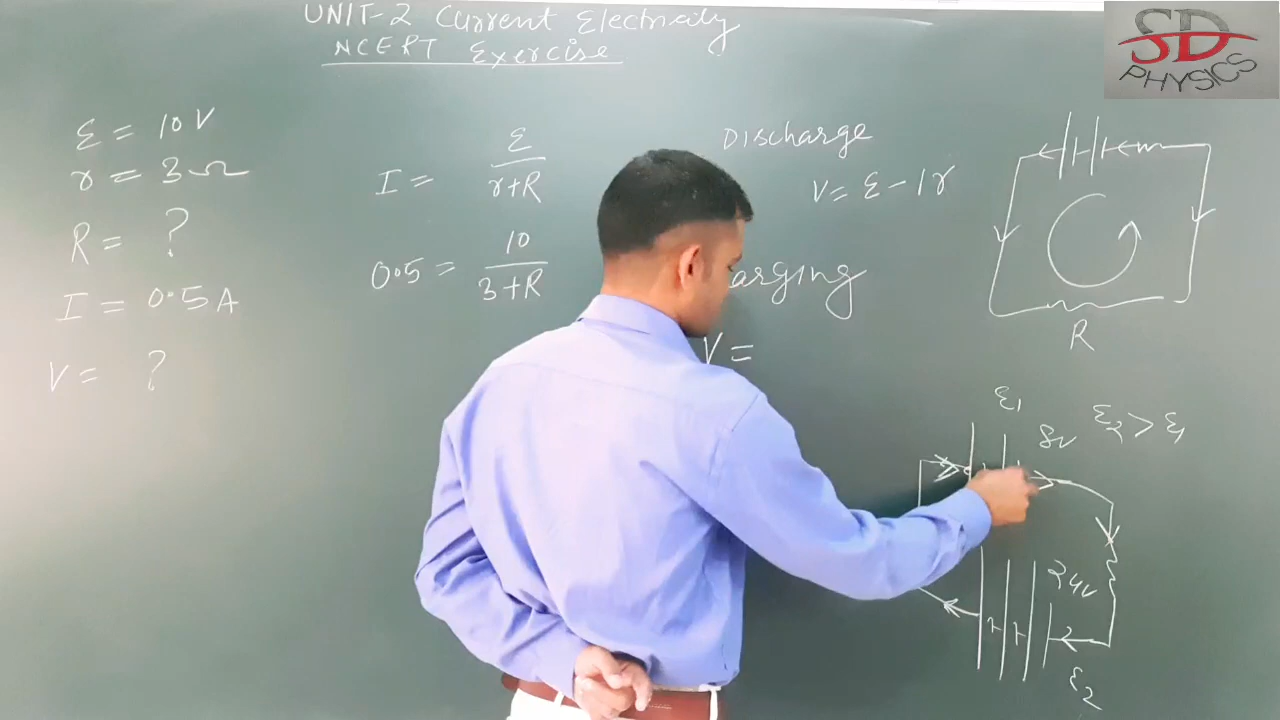 UNIT-2 Current Electricity
NCERT Exercise
SD
PHYSICS
ε = 10 V
r = 3 Ω
R = ?
I = 0.5 A
V = ?
I = ε / r+R
0.5 = 10 / 3+R
Discharge
V = ε - Ir
arging
V =
R
ε₁
8v
ε₂ > ε₁
24v
ε₂